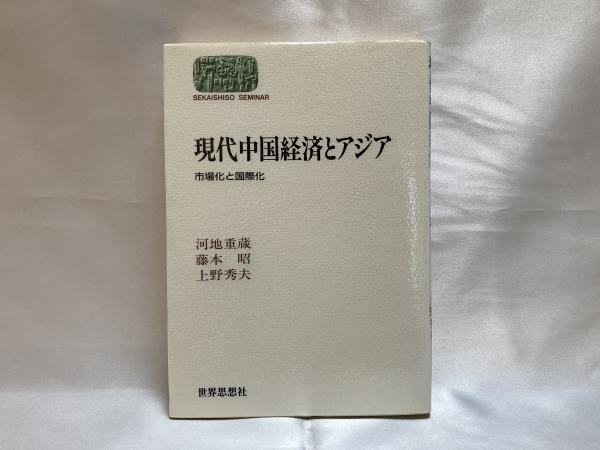 SEKAISHISO SEMINAR
現代中国経済とアジア
市場化と国際化
河地重蔵
藤本 昭
上野秀夫
世界思想社